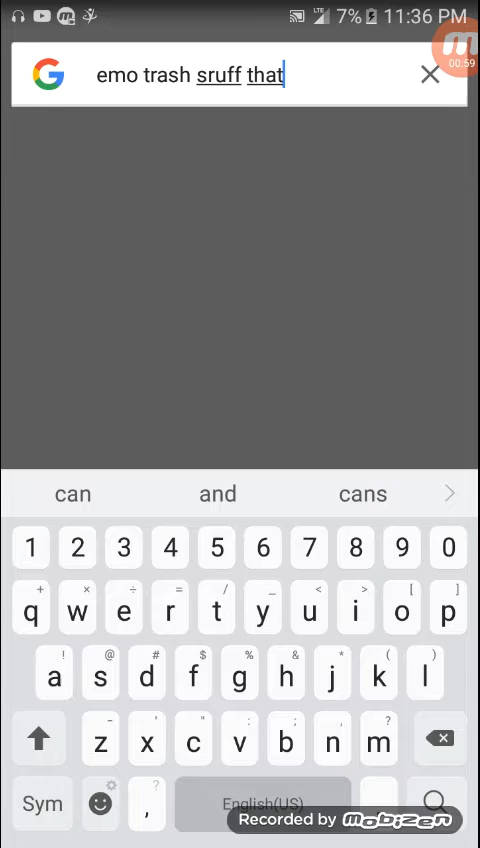 7% 11:36 PM
emo trash sruff that
00:59
can and cans
1 2 3 4 5 6 7 8 9 0
+ × ÷ = / _ < > [ ]
q w e r t y u i o p
! @ # $ % & * ( )
a s d f g h j k l
- ' " : ; , ?
z x c v b n m
Sym , ? English(US)
Recorded by mobizen